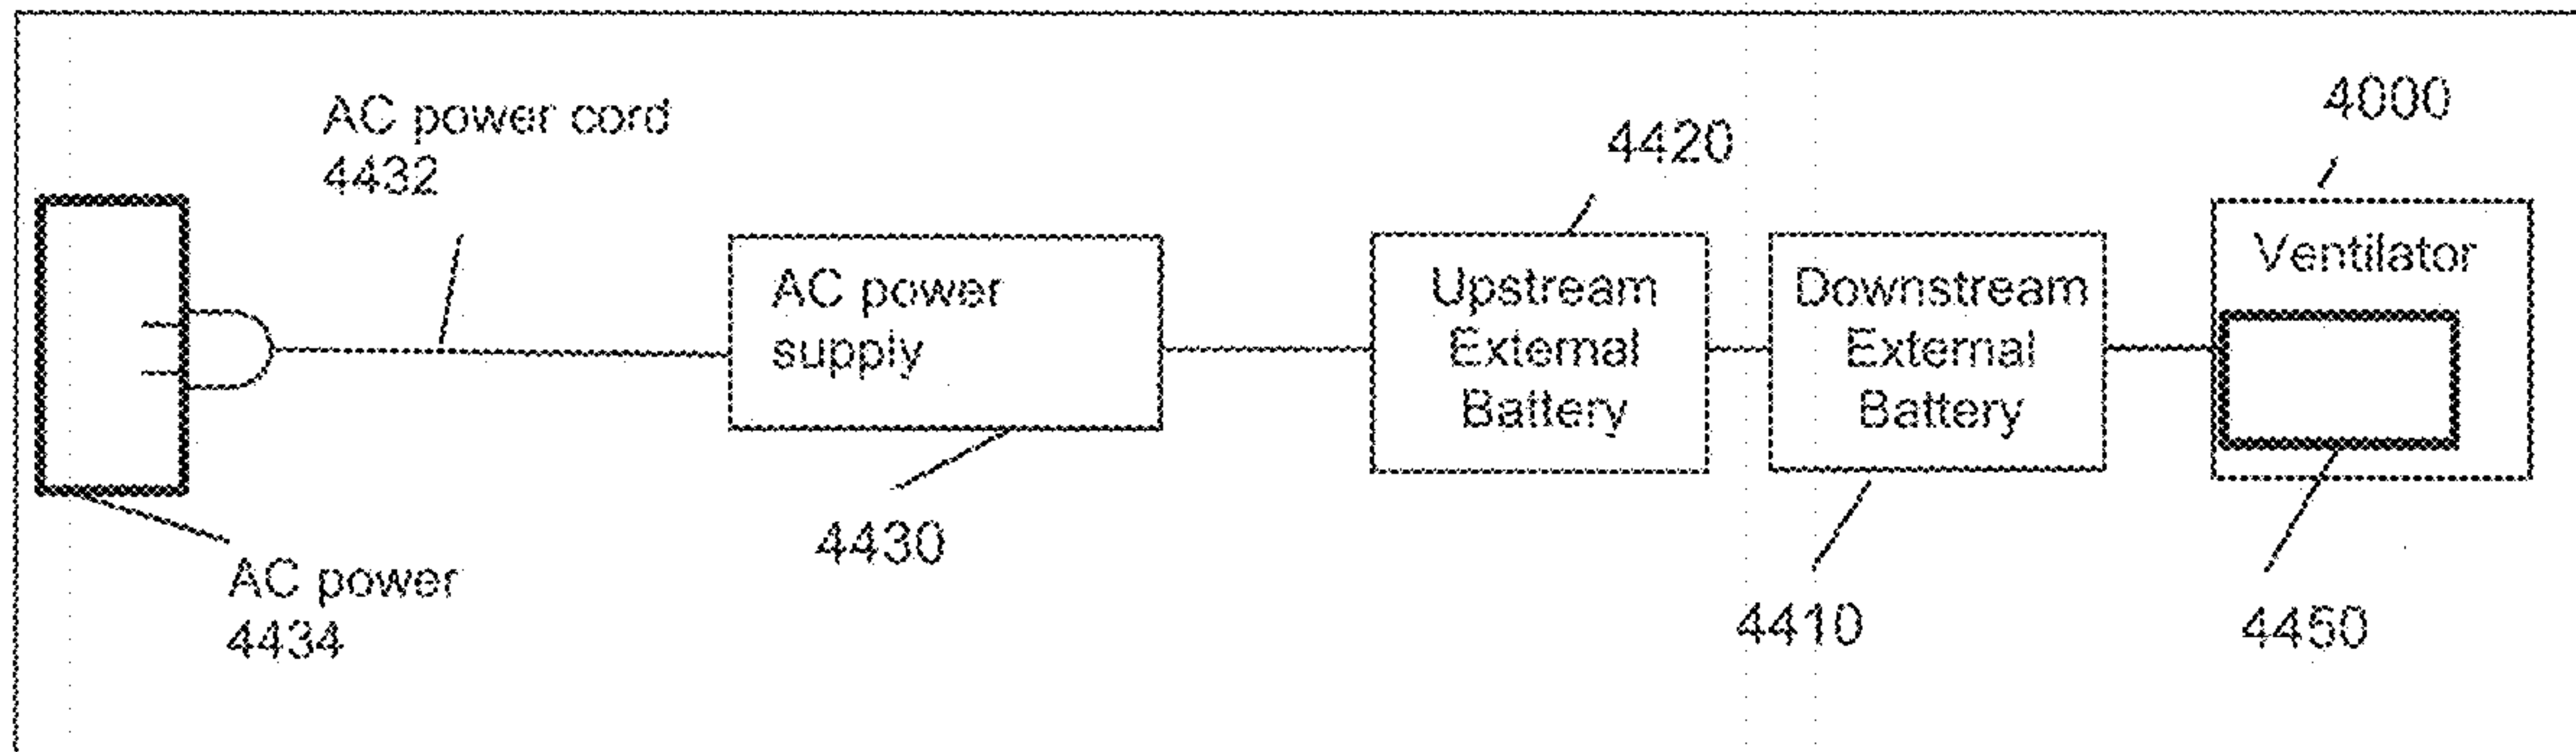 AC power cord
4432
4420
4000
Ventilator
AC power
supply
Upstream
External
Battery
Downstream
External
Battery
4430
AC power
4434
4410
4450